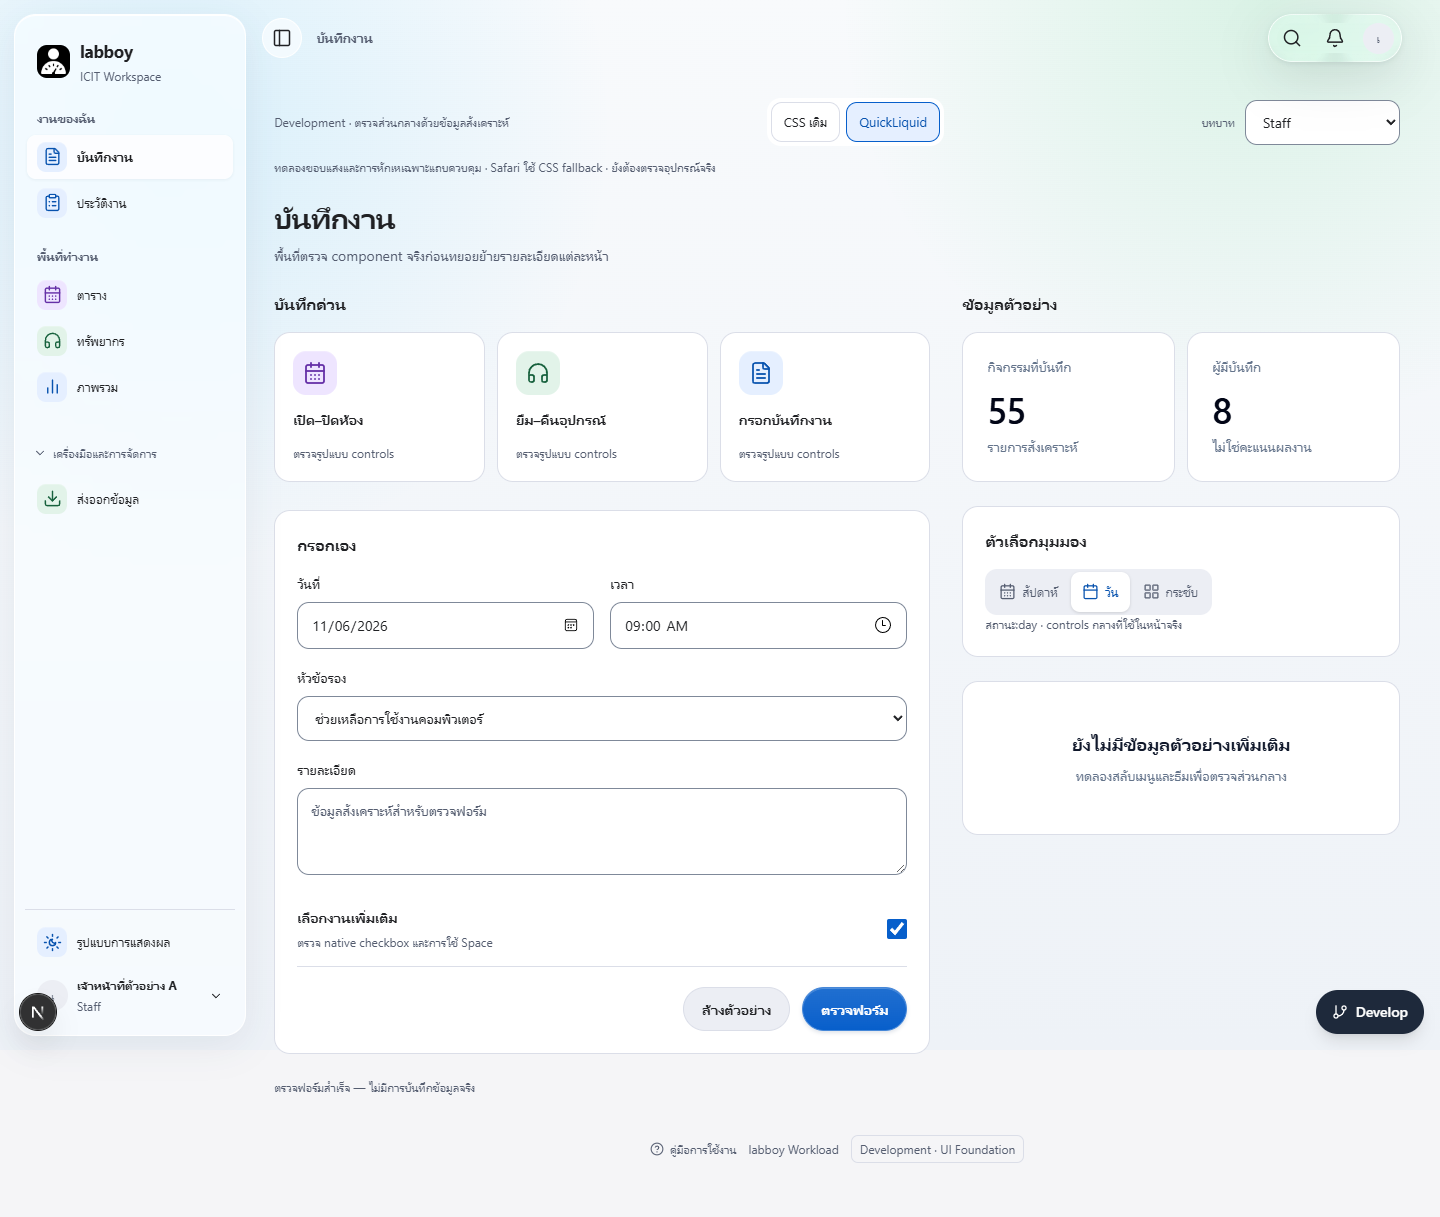 labboy
ICIT Workspace
งานของฉัน
บันทึกงาน
ประวัติงาน
พื้นที่ทำงาน
ตาราง
ทรัพยากร
ภาพรวม
เครื่องมือและการจัดการ
ส่งออกข้อมูล
รูปแบบการแสดงผล
เจ้าหน้าที่ตัวอย่าง A
Staff
N
บันทึกงาน
Development · ตรวจส่วนกลางด้วยข้อมูลสังเคราะห์
CSS เดิม
QuickLiquid
บทบาท
Staff
ทดลองขอบแสงและการหักเหเฉพาะแถบควบคุม · Safari ใช้ CSS fallback · ยังต้องตรวจอุปกรณ์จริง
บันทึกงาน
พื้นที่ตรวจ component จริงก่อนทยอยย้ายรายละเอียดแต่ละหน้า
บันทึกด่วน
เปิด–ปิดห้อง
ตรวจรูปแบบ controls
ยืม–คืนอุปกรณ์
ตรวจรูปแบบ controls
กรอกบันทึกงาน
ตรวจรูปแบบ controls
ข้อมูลตัวอย่าง
กิจกรรมที่บันทึก
55
รายการสังเคราะห์
ผู้มีบันทึก
8
ไม่ใช่คะแนนผลงาน
กรอกเอง
วันที่
11/06/2026
เวลา
09:00 AM
หัวข้อรอง
ช่วยเหลือการใช้งานคอมพิวเตอร์
รายละเอียด
ข้อมูลสังเคราะห์สำหรับตรวจฟอร์ม
เลือกงานเพิ่มเติม
ตรวจ native checkbox และการใช้ Space
ล้างตัวอย่าง
ตรวจฟอร์ม
ตัวเลือกมุมมอง
สัปดาห์
วัน
กระชับ
สถานะ:day · controls กลางที่ใช้ในหน้าจริง
ยังไม่มีข้อมูลตัวอย่างเพิ่มเติม
ทดลองสลับเมนูและธีมเพื่อตรวจส่วนกลาง
Develop
ตรวจฟอร์มสำเร็จ — ไม่มีการบันทึกข้อมูลจริง
คู่มือการใช้งาน
labboy Workload
Development · UI Foundation